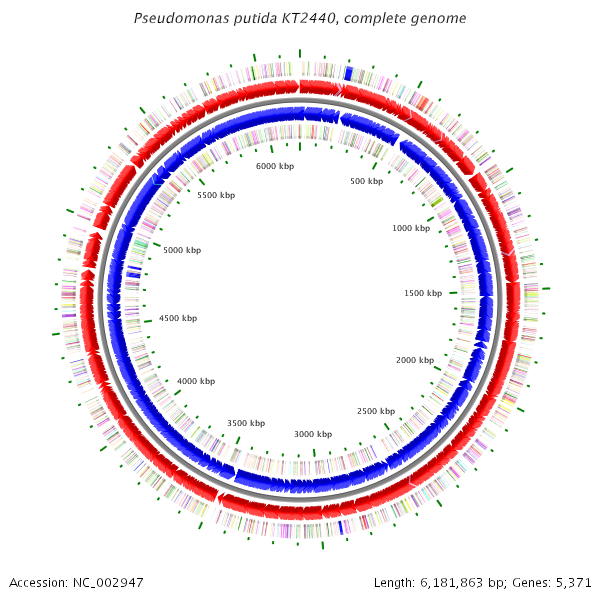 Pseudomonas putida KT2440, complete genome
6000 kbp
500 kbp
5500 kbp
1000 kbp
5000 kbp
1500 kbp
4500 kbp
2000 kbp
4000 kbp
2500 kbp
3500 kbp
3000 kbp
Accession: NC_002947
Length: 6,181,863 bp; Genes: 5,371